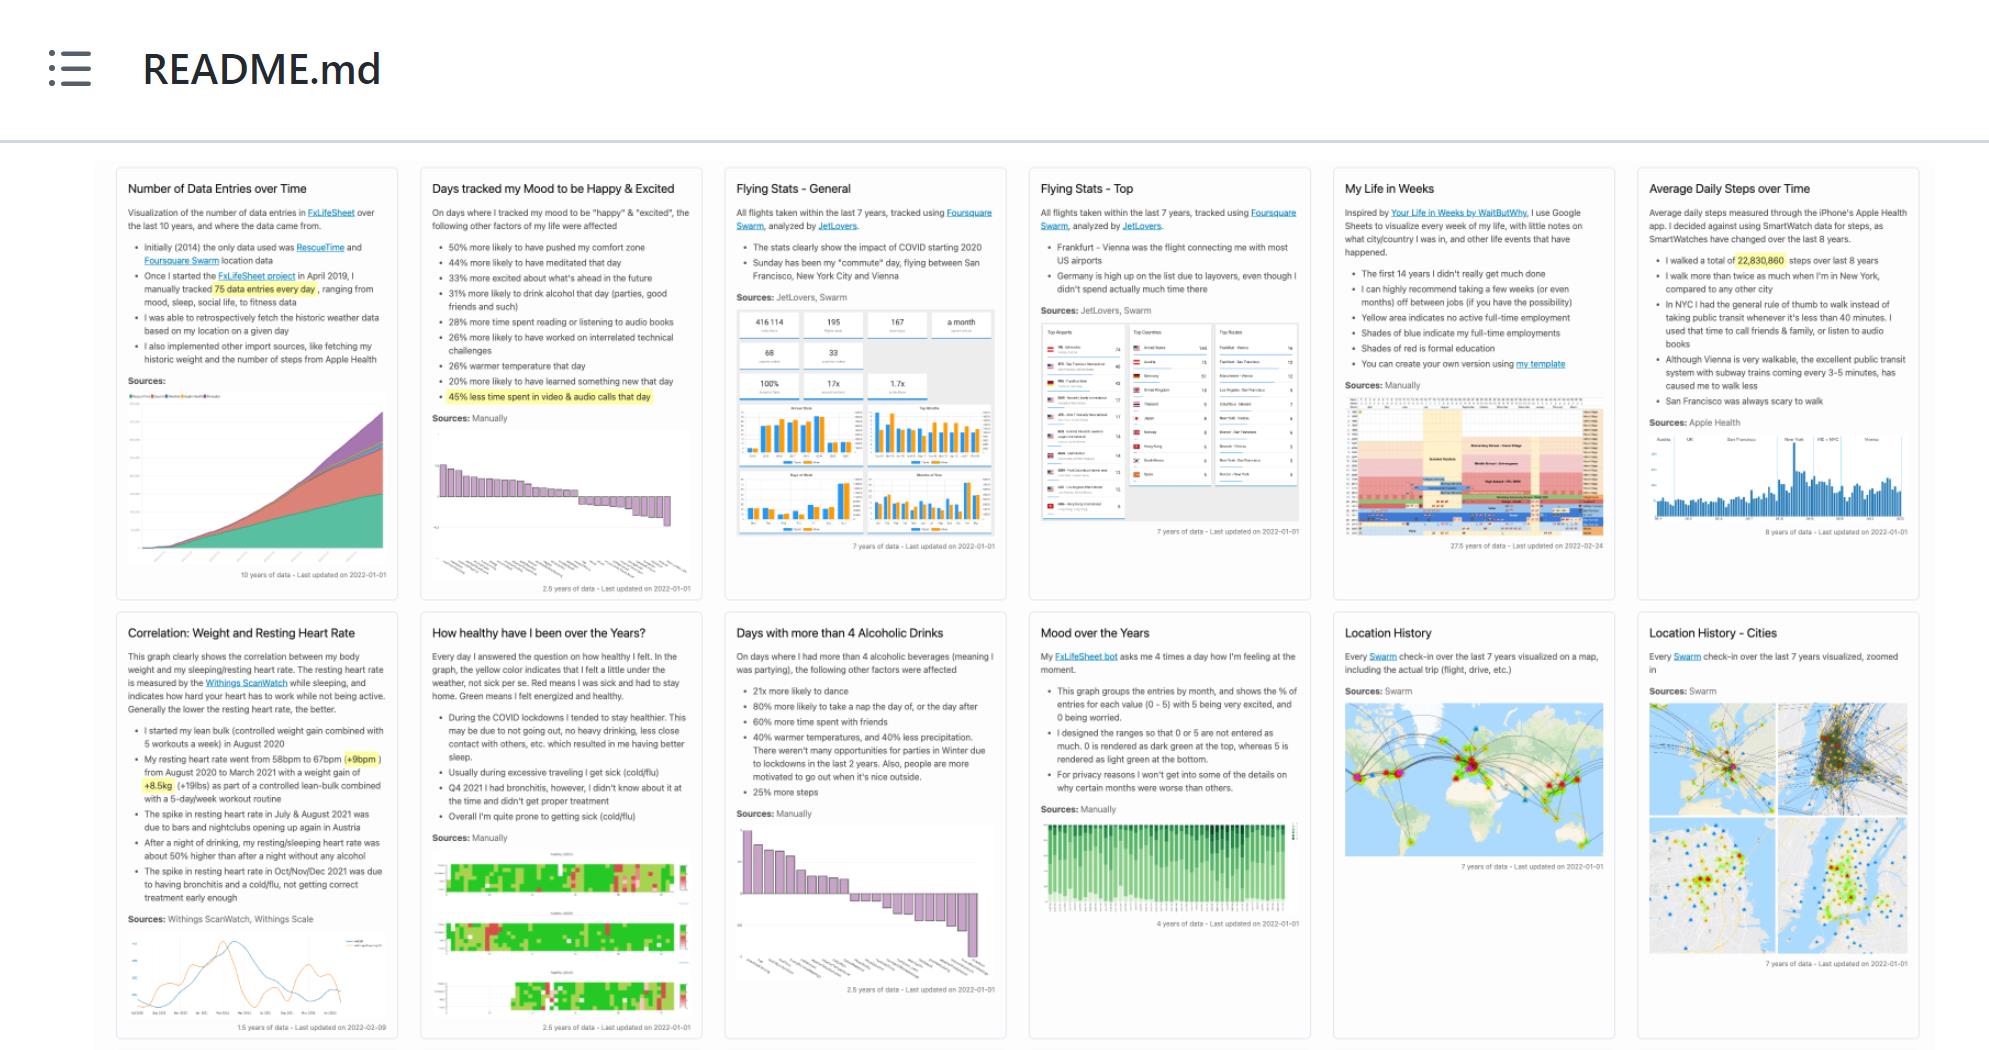 README.md
Number of Data Entries over Time
Visualization of the number of data entries in FxLifeSheet over
the last 10 years, and where the data came from.
Initially (2014) the only data used was RescueTime and
Foursquare Swarm location data
Once I started the FxLifeSheet project in April 2019, I
manually tracked 75 data entries every day , ranging from
mood, sleep, social life, to fitness data
I was able to retrospectively fetch the historic weather data
based on my location on a given day
I also implemented other import sources, like fetching my
historic weight and the number of steps from Apple Health
Sources:
10 years of data - Last updated on 2022-01-01
Days tracked my Mood to be Happy & Excited
On days where I tracked my mood to be "happy" & "excited", the
following other factors of my life were affected
50% more likely to have pushed my comfort zone
44% more likely to have meditated that day
33% more excited about what's ahead in the future
31% more likely to drink alcohol that day (parties, good
friends and such)
28% more time spent reading or listening to audio books
26% more likely to have worked on interrelated technical
challenges
26% warmer temperature that day
20% more likely to have learned something new that day
45% less time spent in video & audio calls that day
Sources: Manually
2.5 years of data - Last updated on 2022-01-01
Flying Stats - General
All flights taken within the last 7 years, tracked using Foursquare
Swarm, analyzed by JetLovers.
The stats clearly show the impact of COVID starting 2020
Sunday has been my "commute" day, flying between San
Francisco, New York City and Vienna
Sources: JetLovers, Swarm
416 114
195
167
a month
68
33
100%
17x
1.7x
7 years of data - Last updated on 2022-01-01
Flying Stats - Top
All flights taken within the last 7 years, tracked using Foursquare
Swarm, analyzed by JetLovers.
Frankfurt - Vienna was the flight connecting me with most
US airports
Germany is high up on the list due to layovers, even though I
didn't spend actually much time there
Sources: JetLovers, Swarm
Top Airports
Top Countries
Top Routes
7 years of data - Last updated on 2022-01-01
My Life in Weeks
Inspired by Your Life in Weeks by WaitButWhy, I use Google
Sheets to visualize every week of my life, with little notes on
what city/country I was in, and other life events that have
happened.
The first 14 years I didn't really get much done
I can highly recommend taking a few weeks (or even
months) off between jobs (if you have the possibility)
Yellow area indicates no active full-time employment
Shades of blue indicate my full-time employments
Shades of red is formal education
You can create your own version using my template
Sources: Manually
27.5 years of data - Last updated on 2022-02-24
Average Daily Steps over Time
Average daily steps measured through the iPhone's Apple Health
app. I decided against using SmartWatch data for steps, as
SmartWatches have changed over the last 8 years.
I walked a total of 22,830,860 steps over last 8 years
I walk more than twice as much when I'm in New York,
compared to any other city
In NYC I had the general rule of thumb to walk instead of
taking public transit whenever it's less than 40 minutes. I
used that time to call friends & family, or listen to audio
books
Although Vienna is very walkable, the excellent public transit
system with subway trains coming every 3-5 minutes, has
caused me to walk less
San Francisco was always scary to walk
Sources: Apple Health
Austria UK San Francisco New York Vienna
8 years of data - Last updated on 2022-01-01
Correlation: Weight and Resting Heart Rate
This graph clearly shows the correlation between my body
weight and my sleeping/resting heart rate. The resting heart rate
is measured by the Withings ScanWatch while sleeping, and
indicates how hard your heart has to work while not being active.
Generally the lower the resting heart rate, the better.
I started my lean bulk (controlled weight gain combined with
5 workouts a week) in August 2020
My resting heart rate went from 58bpm to 67bpm (+9bpm )
from August 2020 to March 2021 with a weight gain of
+8.5kg (+19lbs) as part of a controlled lean-bulk combined
with a 5-day/week workout routine
The spike in resting heart rate in July & August 2021 was
due to bars and nightclubs opening up again in Austria
After a night of drinking, my resting/sleeping heart rate was
about 50% higher than after a night without any alcohol
The spike in resting heart rate in Oct/Nov/Dec 2021 was due
to having bronchitis and a cold/flu, not getting correct
treatment early enough
Sources: Withings ScanWatch, Withings Scale
1.5 years of data - Last updated on 2022-02-09
How healthy have I been over the Years?
Every day I answered the question on how healthy I felt. In the
graph, the yellow color indicates that I felt a little under the
weather, not sick per se. Red means I was sick and had to stay
home. Green means I felt energized and healthy.
During the COVID lockdowns I tended to stay healthier. This
may be due to not going out, no heavy drinking, less close
contact with others, etc. which resulted in me having better
sleep.
Usually during excessive traveling I get sick (cold/flu)
Q4 2021 I had bronchitis, however, I didn't know about it at
the time and didn't get proper treatment
Overall I'm quite prone to getting sick (cold/flu)
Sources: Manually
2.5 years of data - Last updated on 2022-01-01
Days with more than 4 Alcoholic Drinks
On days where I had more than 4 alcoholic beverages (meaning I
was partying), the following other factors were affected
21x more likely to dance
80% more likely to take a nap the day of, or the day after
60% more time spent with friends
40% warmer temperatures, and 40% less precipitation.
There weren't many opportunities for parties in Winter due
to lockdowns in the last 2 years. Also, people are more
motivated to go out when it's nice outside.
25% more steps
Sources: Manually
2.5 years of data - Last updated on 2022-01-01
Mood over the Years
My FxLifeSheet bot asks me 4 times a day how I'm feeling at the
moment.
This graph groups the entries by month, and shows the % of
entries for each value (0 - 5) with 5 being very excited, and
0 being worried.
I designed the ranges so that 0 or 5 are not entered as
much. 0 is rendered as dark green at the top, whereas 5 is
rendered as light green at the bottom.
For privacy reasons I won't get into some of the details on
why certain months were worse than others.
Sources: Manually
4 years of data - Last updated on 2022-01-01
Location History
Every Swarm check-in over the last 7 years visualized on a map,
including the actual trip (flight, drive, etc.)
Sources: Swarm
7 years of data - Last updated on 2022-01-01
Location History - Cities
Every Swarm check-in over the last 7 years visualized, zoomed
in
Sources: Swarm
7 years of data - Last updated on 2022-01-01